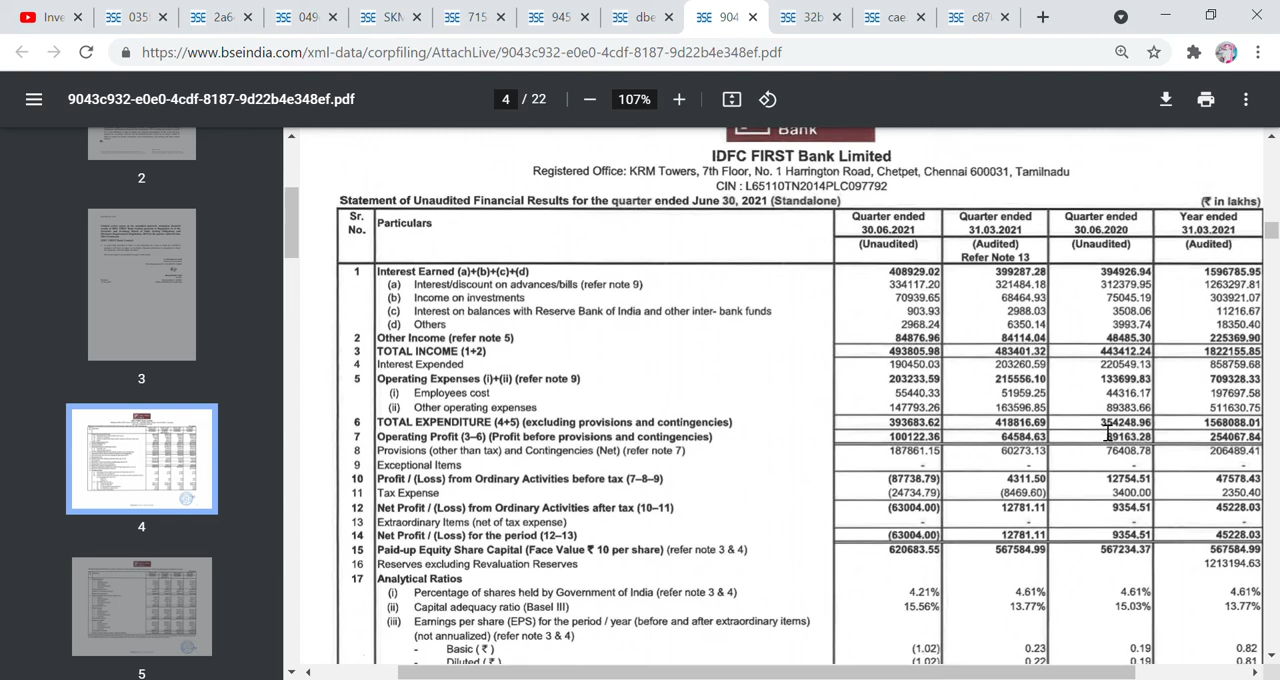 Inve
035
2a6
049
SKN
715
945
dbe
904
32b
cae
c87
https://www.bseindia.com/xml-data/corpfiling/AttachLive/9043c932-e0e0-4cdf-8187-9d22b4e348ef.pdf
9043c932-e0e0-4cdf-8187-9d22b4e348ef.pdf 4 / 22 107%
2
3
4
5
Bank
IDFC FIRST Bank Limited
Registered Office: KRM Towers, 7th Floor, No. 1 Harrington Road, Chetpet, Chennai 600031, Tamilnadu
CIN : L65110TN2014PLC097792
Statement of Unaudited Financial Results for the quarter ended June 30, 2021 (Standalone) (₹ in lakhs)
Sr. No. Particulars Quarter ended 30.06.2021 Quarter ended 31.03.2021 Quarter ended 30.06.2020 Year ended 31.03.2021
(Unaudited) (Audited) Refer Note 13 (Unaudited) (Audited)
1 Interest Earned (a)+(b)+(c)+(d) 408929.02 399287.28 394926.94 1596785.95
(a) Interest/discount on advances/bills (refer note 9) 334117.20 321484.18 312379.95 1263297.81
(b) Income on investments 70939.65 68464.93 75045.19 303921.07
(c) Interest on balances with Reserve Bank of India and other inter- bank funds 903.93 2988.03 3508.06 11216.67
(d) Others 2968.24 6350.14 3993.74 18350.40
2 Other Income (refer note 5) 84876.96 84114.04 48485.30 225369.90
3 TOTAL INCOME (1+2) 493805.98 483401.32 443412.24 1822155.85
4 Interest Expended 190450.03 203260.59 220549.13 858759.68
5 Operating Expenses (i)+(ii) (refer note 9) 203233.59 215556.10 133699.83 709328.33
(i) Employees cost 55440.33 51959.25 44316.17 197697.58
(ii) Other operating expenses 147793.26 163596.85 89383.66 511630.75
6 TOTAL EXPENDITURE (4+5) (excluding provisions and contingencies) 393683.62 418816.69 354248.96 1568088.01
7 Operating Profit (3–6) (Profit before provisions and contingencies) 100122.36 64584.63 89163.28 254067.84
8 Provisions (other than tax) and Contingencies (Net) (refer note 7) 187861.15 60273.13 76408.78 206489.41
9 Exceptional Items - - - -
10 Profit / (Loss) from Ordinary Activities before tax (7–8–9) (87738.79) 4311.50 12754.51 47578.43
11 Tax Expense (24734.79) (8469.60) 3400.00 2350.40
12 Net Profit / (Loss) from Ordinary Activities after tax (10–11) (63004.00) 12781.11 9354.51 45228.03
13 Extraordinary Items (net of tax expense) - - - -
14 Net Profit / (Loss) for the period (12–13) (63004.00) 12781.11 9354.51 45228.03
15 Paid-up Equity Share Capital (Face Value ₹ 10 per share) (refer note 3 & 4) 620683.55 567584.99 567234.37 567584.99
16 Reserves excluding Revaluation Reserves 1213194.63
17 Analytical Ratios
(i) Percentage of shares held by Government of India (refer note 3 & 4) 4.21% 4.61% 4.61% 4.61%
(ii) Capital adequacy ratio (Basel III) 15.56% 13.77% 15.03% 13.77%
(iii) Earnings per share (EPS) for the period / year (before and after extraordinary items)
(not annualized) (refer note 3 & 4)
- Basic (₹) (1.02) 0.23 0.19 0.82
- Diluted (₹) (1.02) 0.22 0.19 0.81